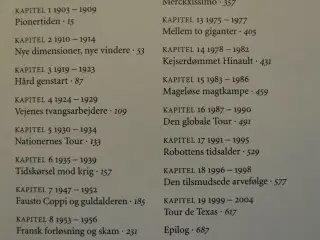 KAPITEL 1 1903 – 1909
Pionertiden · 15
KAPITEL 2 1910 – 1914
Nye dimensioner, nye vindere · 53
KAPITEL 3 1919 – 1923
Hård genstart · 87
KAPITEL 4 1924 – 1929
Vejenes tvangsarbejdere · 109
KAPITEL 5 1930 – 1934
Nationernes Tour · 133
KAPITEL 6 1935 – 1939
Tidskørsel mod krig · 157
KAPITEL 7 1947 – 1952
Fausto Coppi og guldalderen · 185
KAPITEL 8 1953 – 1956
Fransk forløsning og skam · 231
Merckxissimo · 357
KAPITEL 13 1975 – 1977
Mellem to giganter · 405
KAPITEL 14 1978 – 1982
Kejserdømmet Hinault · 431
KAPITEL 15 1983 – 1986
Mageløse magtkampe · 459
KAPITEL 16 1987 – 1990
Den globale Tour · 491
KAPITEL 17 1991 – 1995
Robottens tidsalder · 529
KAPITEL 18 1996 – 1998
Den tilsmudsede arvefølge · 577
KAPITEL 19 1999 – 2004
Tour de Texas · 617
Epilog · 687